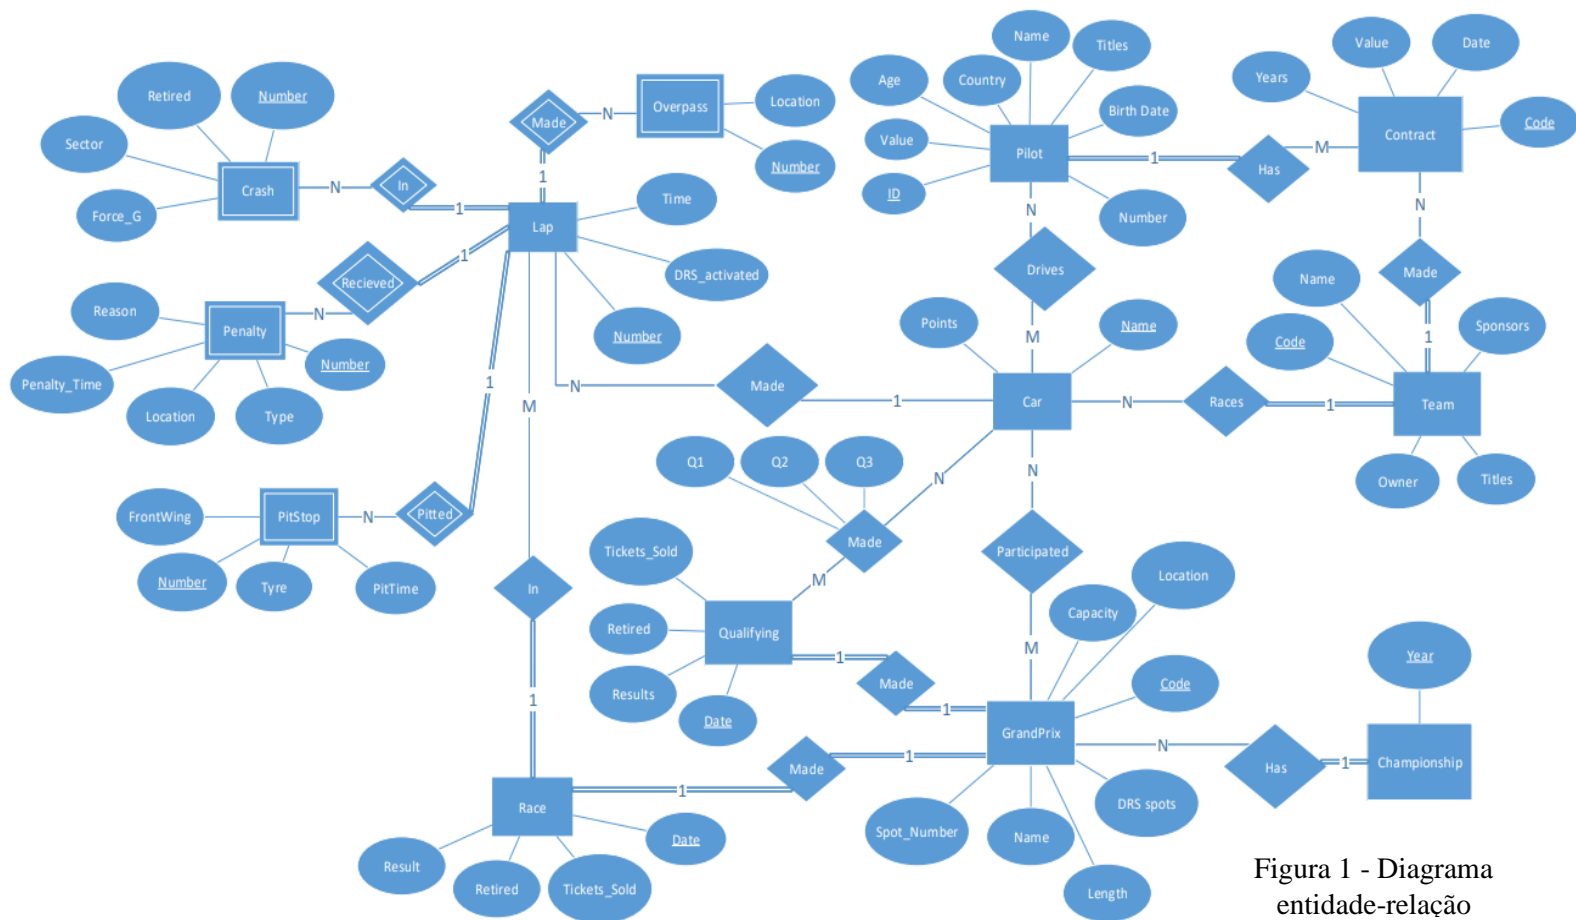 Name
Titles
Value
Date
Age
Country
Years
Retired
Number
Overpass
Location
Made
N
Birth Date
Code
Contract
Sector
Pilot
Value
1
M
Number
Has
Crash
N
In
1
ID
Time
N
N
Force_G
1
Lap
Number
Recieved
1
Drives
DRS_activated
Made
Name
Reason
N
Penalty
Points
Name
1
Sponsors
Number
Number
M
Code
Penalty_Time
1
N
Made
1
Car
N
Races
1
Team
Location
Type
M
Q1
Q2
Q3
N
N
Owner
Titles
FrontWing
PitStop
N
Pitted
Made
Participated
Tickets_Sold
Location
Number
Tyre
PitTime
In
M
Capacity
Retired
Qualifying
M
Year
1
Made
Code
Results
1
Date
1
GrandPrix
N
Has
1
Championship
1
Made
1
Race
DRS spots
Date
Spot_Number
Name
Result
Retired
Tickets_Sold
Length
Figura 1 - Diagrama
entidade-relação